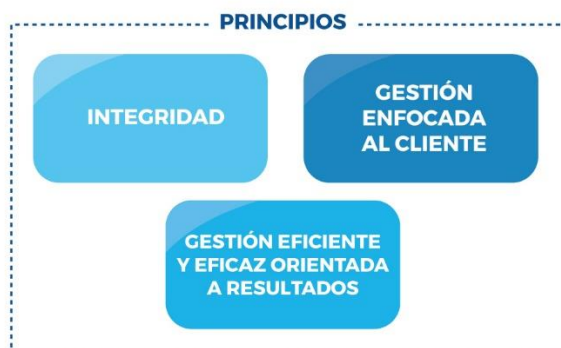 PRINCIPIOS
INTEGRIDAD
GESTIÓN
ENFOCADA
AL CLIENTE
GESTIÓN EFICIENTE
Y EFICAZ ORIENTADA
A RESULTADOS